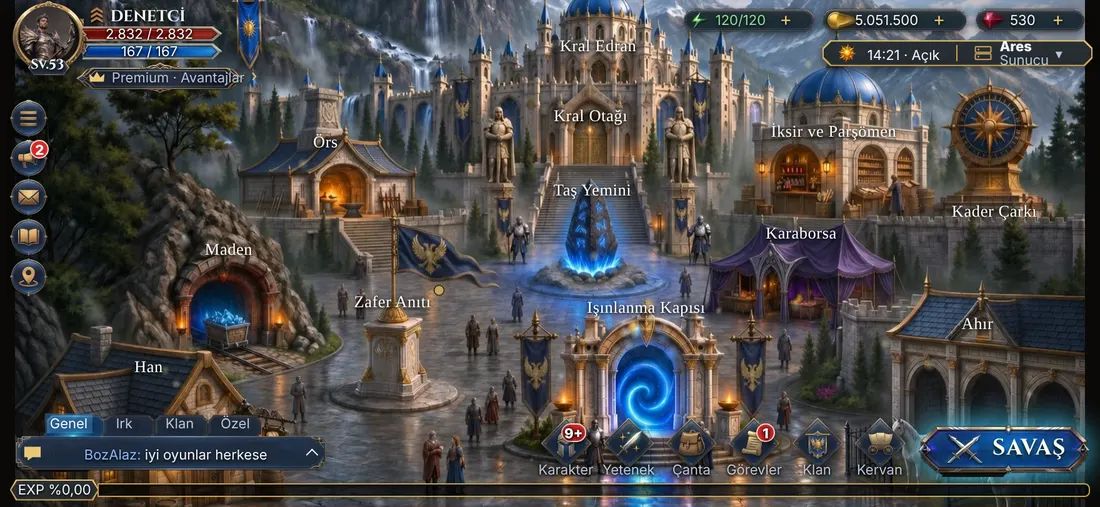 DENETCİ
2.832 / 2.832
167 / 167
Sv.53
Premium · Avantajlar
120/120 +
5.051.500 +
530 +
14:21 · Açık
Ares
Sunucu
Kral Edran
Kral Otağı
Örs
İksir ve Parşömen
Taş Yemini
Kader Çarkı
Karaborsa
Maden
2
Zafer Anıtı
Işınlanma Kapısı
Ahır
Han
Genel
Irk
Klan
Özel
BozAlaz: iyi oyunlar herkese
9+
1
Karakter
Yetenek
Çanta
Görevler
Klan
Kervan
SAVAŞ
EXP %0,00